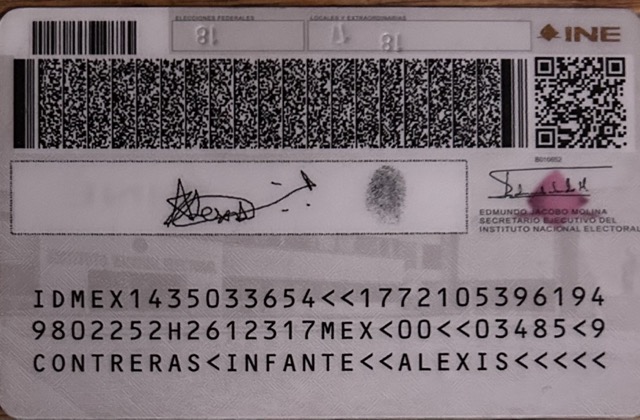 ELECCIONES FEDERALES
LOCALES Y EXTRAORDINARIAS
18
17
18
INE
EDMUNDO JACOBO MOLINA
SECRETARIO EJECUTIVO DEL
INSTITUTO NACIONAL ELECTORAL
IDMEX1435033654<<1772105396194
9802252H2612317MEX<00<<03485<9
CONTRERAS<INFANTE<<ALEXIS<<<<<